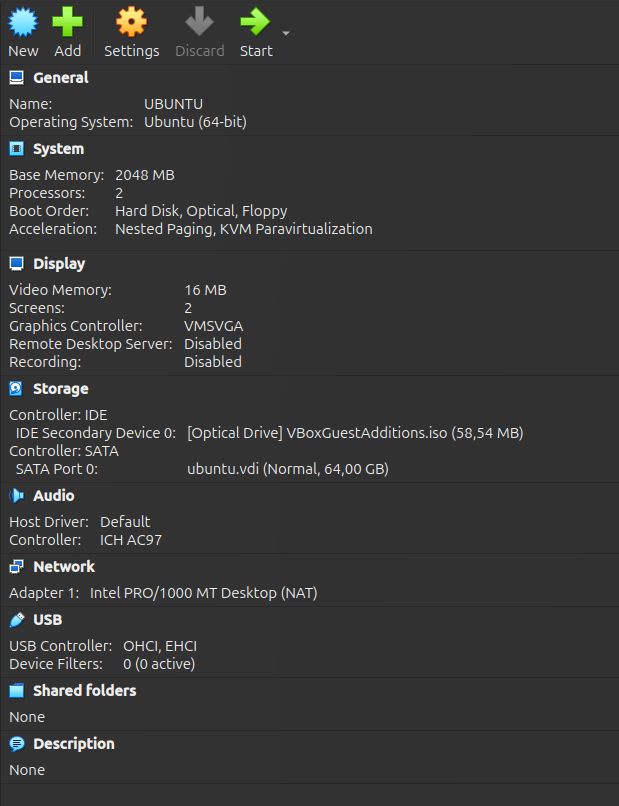 New Add Settings Discard Start
General
Name: UBUNTU
Operating System: Ubuntu (64-bit)
System
Base Memory: 2048 MB
Processors: 2
Boot Order: Hard Disk, Optical, Floppy
Acceleration: Nested Paging, KVM Paravirtualization
Display
Video Memory: 16 MB
Screens: 2
Graphics Controller: VMSVGA
Remote Desktop Server: Disabled
Recording: Disabled
Storage
Controller: IDE
IDE Secondary Device 0: [Optical Drive] VBoxGuestAdditions.iso (58,54 MB)
Controller: SATA
SATA Port 0: ubuntu.vdi (Normal, 64,00 GB)
Audio
Host Driver: Default
Controller: ICH AC97
Network
Adapter 1: Intel PRO/1000 MT Desktop (NAT)
USB
USB Controller: OHCI, EHCI
Device Filters: 0 (0 active)
Shared folders
None
Description
None